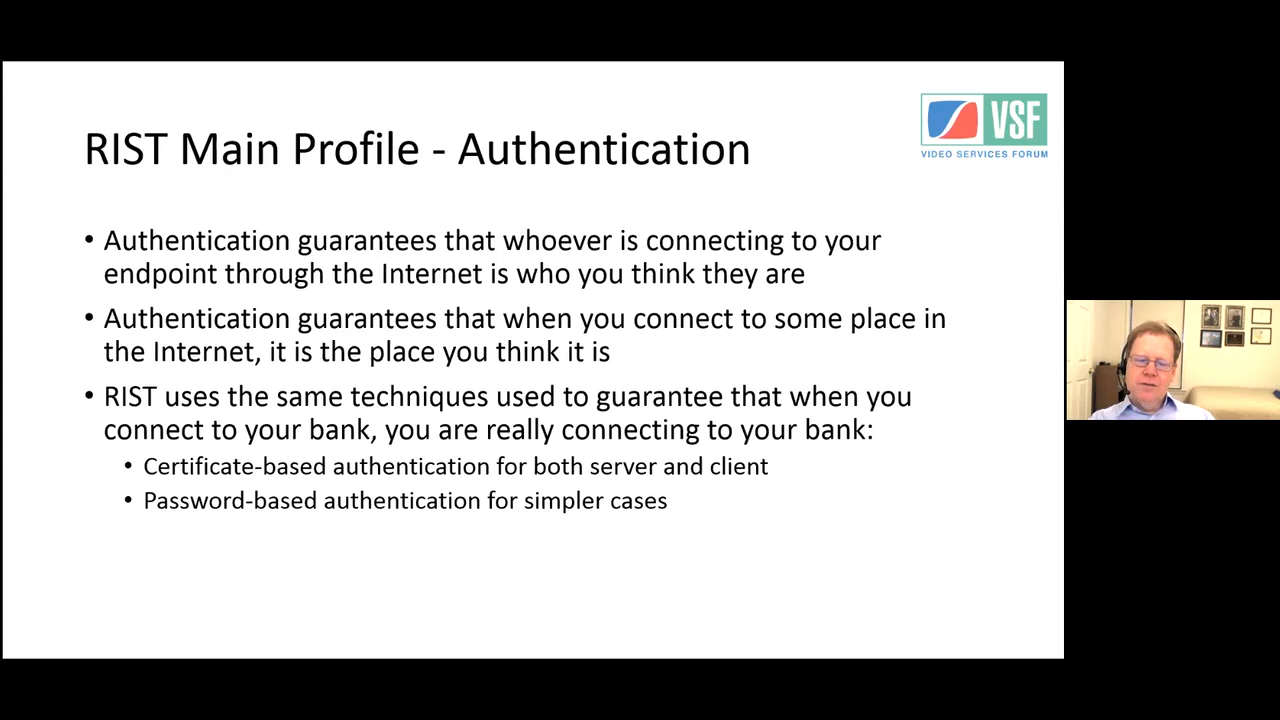 RIST Main Profile - Authentication
VSF
VIDEO SERVICES FORUM
• Authentication guarantees that whoever is connecting to your
endpoint through the Internet is who you think they are
• Authentication guarantees that when you connect to some place in
the Internet, it is the place you think it is
• RIST uses the same techniques used to guarantee that when you
connect to your bank, you are really connecting to your bank:
• Certificate-based authentication for both server and client
• Password-based authentication for simpler cases